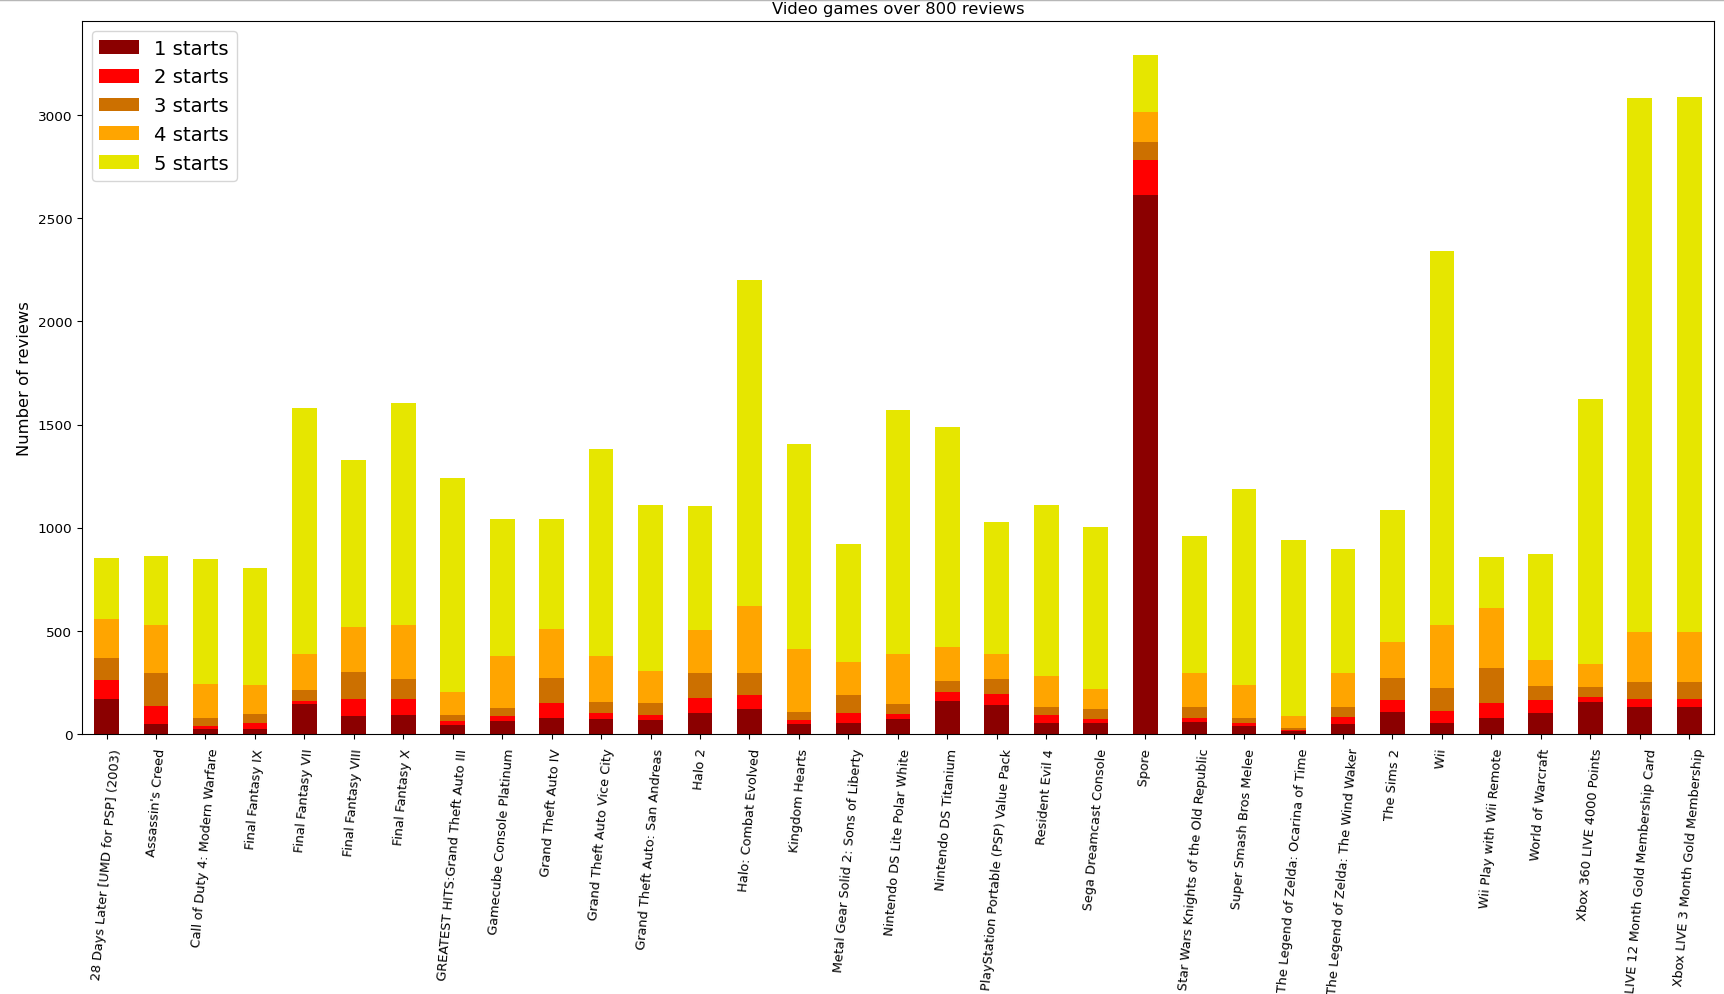 Video games over 800 reviews
1 starts
2 starts
3 starts
4 starts
5 starts
Number of reviews
3000
2500
2000
1500
1000
500
0
28 Days Later [UMD for PSP] (2003)
Assassin's Creed
Call of Duty 4: Modern Warfare
Final Fantasy IX
Final Fantasy VII
Final Fantasy VIII
Final Fantasy X
GREATEST HITS:Grand Theft Auto III
Gamecube Console Platinum
Grand Theft Auto IV
Grand Theft Auto Vice City
Grand Theft Auto: San Andreas
Halo 2
Halo: Combat Evolved
Kingdom Hearts
Metal Gear Solid 2: Sons of Liberty
Nintendo DS Lite Polar White
Nintendo DS Titanium
PlayStation Portable (PSP) Value Pack
Resident Evil 4
Sega Dreamcast Console
Spore
Star Wars Knights of the Old Republic
Super Smash Bros Melee
The Legend of Zelda: Ocarina of Time
The Legend of Zelda: The Wind Waker
The Sims 2
Wii
Wii Play with Wii Remote
World of Warcraft
Xbox 360 LIVE 4000 Points
LIVE 12 Month Gold Membership Card
Xbox LIVE 3 Month Gold Membership